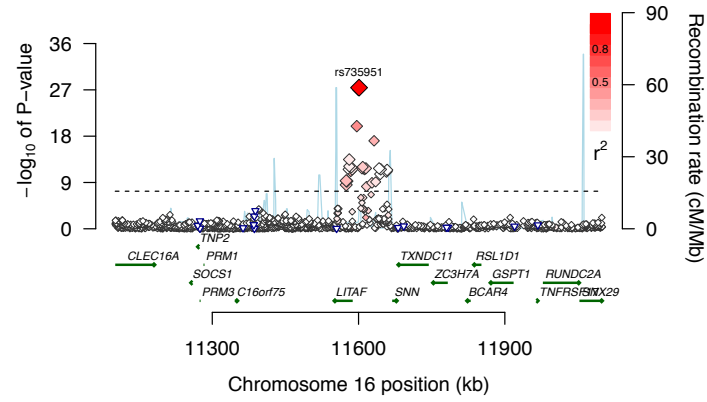 −log10 of P-value
36
27
18
9
0
rs735951
0.8
0.5
r2
90
60
30
0
Recombination rate (cM/Mb)
TNP2
CLEC16A
PRM1
TXNDC11
RSL1D1
SOCS1
ZC3H7A
GSPT1
RUNDC2A
PRM3
C16orf75
LITAF
SNN
BCAR4
11300
11600
11900
Chromosome 16 position (kb)